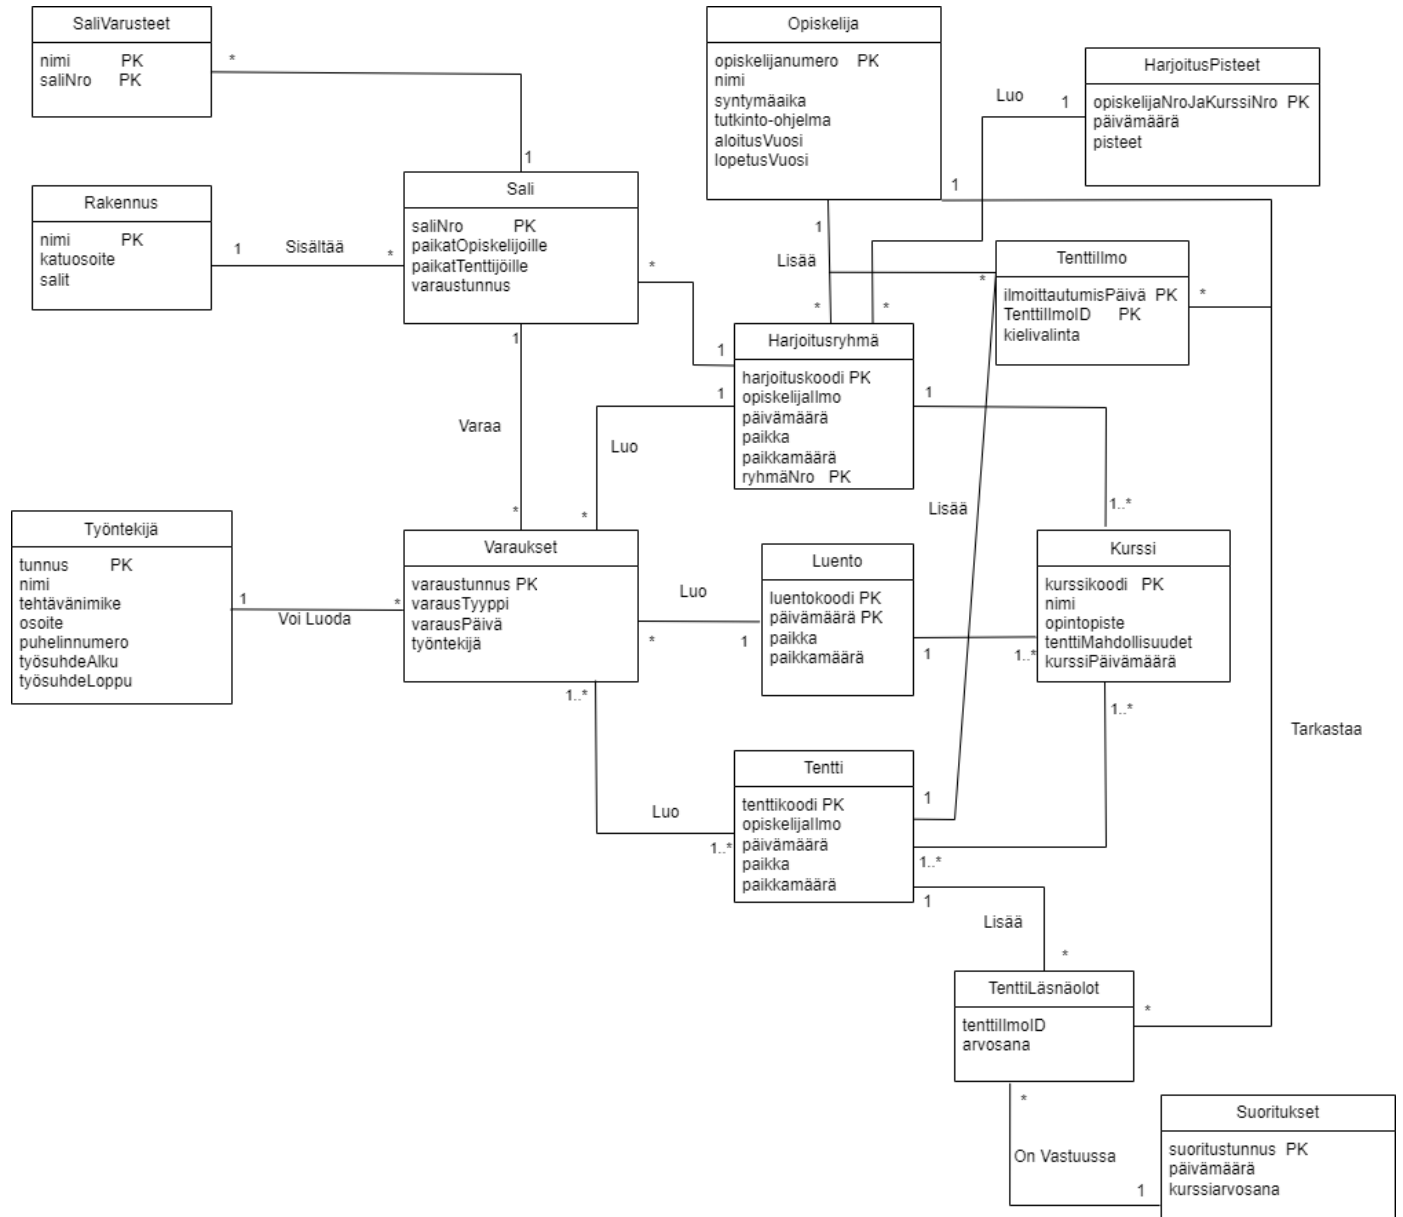 SaliVarusteet
nimi PK
saliNro PK
*
1
Opiskelija
opiskelijanumero PK
nimi
syntymäaika
tutkinto-ohjelma
aloitusVuosi
lopetusVuosi
1
1
HarjoitusPisteet
opiskelijaNroJaKurssiNro PK
päivämäärä
pisteet
Luo
1
Rakennus
nimi PK
katuosoite
salit
1
Sisältää
*
Sali
saliNro PK
paikatOpiskelijoille
paikatTenttijöille
varaustunnus
*
1
Lisää
*
*
*
TenttiIlmo
ilmoittautumisPäivä PK
TenttiIlmoID PK
kielivalinta
*
Harjoitusryhmä
harjoituskoodi PK
opiskelijaIlmo
päivämäärä
paikka
paikkamäärä
ryhmäNro PK
1
1
1
Varaa
Luo
*
*
Lisää
1..*
Työntekijä
tunnus PK
nimi
tehtävänimike
osoite
puhelinnumero
työsuhdeAlku
työsuhdeLoppu
1
Voi Luoda
*
Varaukset
varaustunnus PK
varausTyyppi
varausPäivä
työntekijä
Luo
*
1
1..*
Luento
luentokoodi PK
päivämäärä PK
paikka
paikkamäärä
1
1..*
Kurssi
kurssikoodi PK
nimi
opintopiste
tenttiMahdollisuudet
kurssiPäivämäärä
1..*
Tarkastaa
Tentti
tenttikoodi PK
opiskelijaIlmo
päivämäärä
paikka
paikkamäärä
Luo
1..*
1
1..*
1
Lisää
*
TenttiLäsnäolot
tenttiIlmoID
arvosana
*
*
On Vastuussa
1
Suoritukset
suoritustunnus PK
päivämäärä
kurssiarvosana